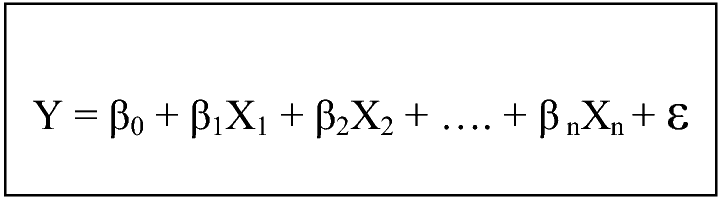 Y = β₀ + β₁X₁ + β₂X₂ + …. + β ₙXₙ + ε